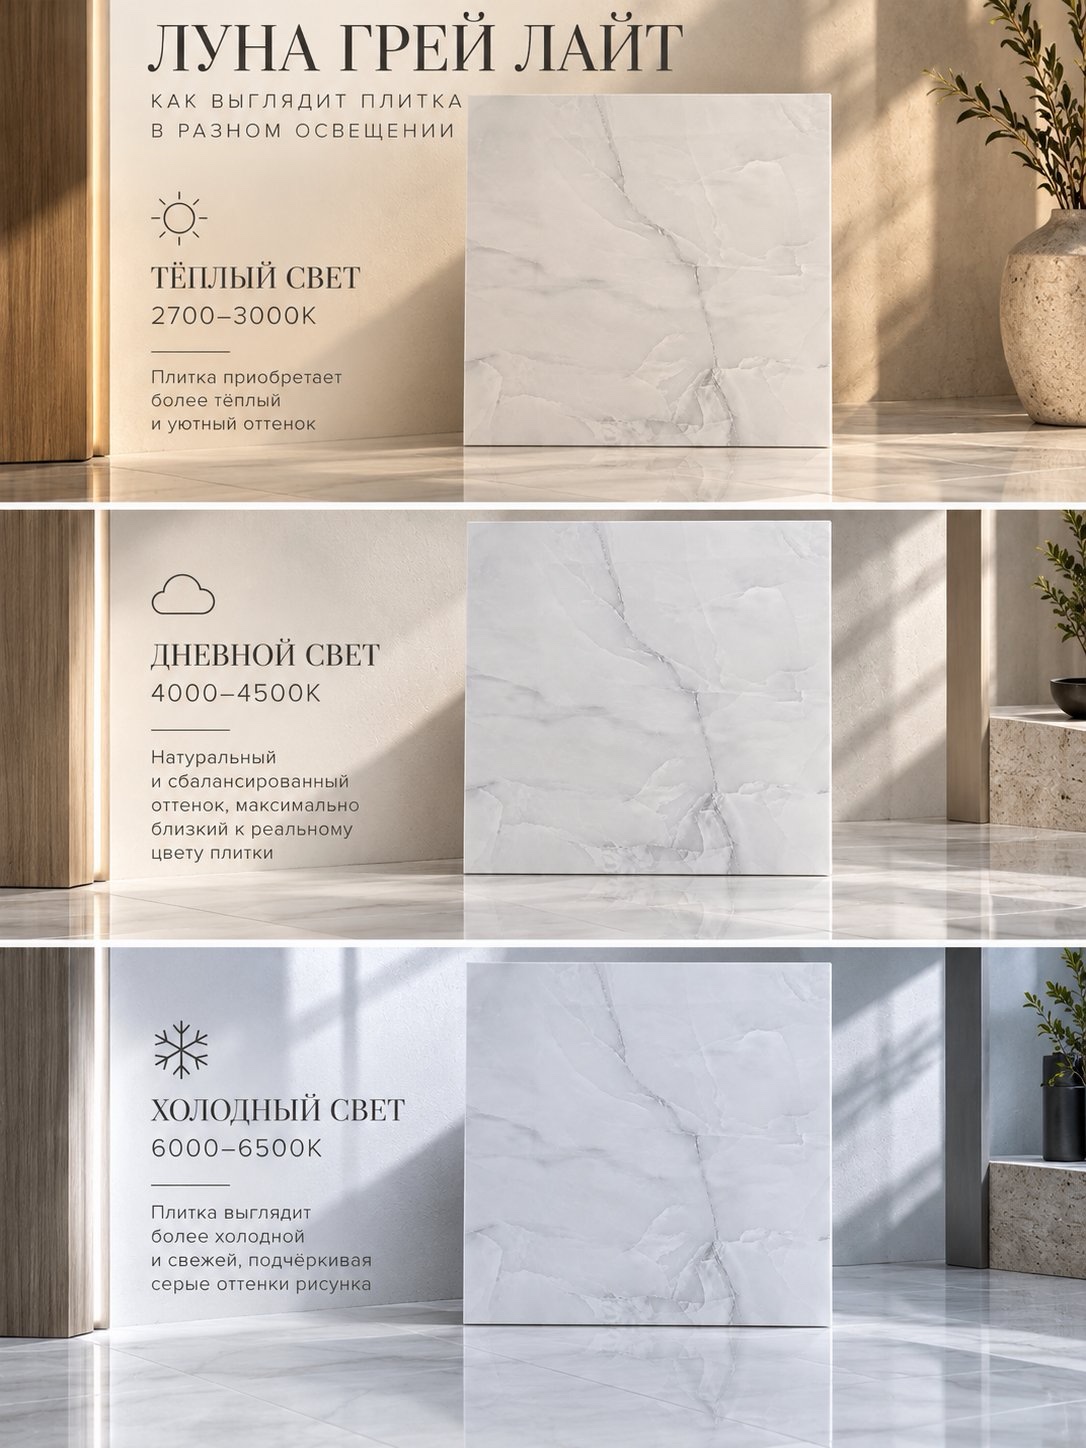 ЛУНА ГРЕЙ ЛАЙТ
КАК ВЫГЛЯДИТ ПЛИТКА
В РАЗНОМ ОСВЕЩЕНИИ
ТЁПЛЫЙ СВЕТ
2700–3000K
Плитка приобретает
более тёплый
и уютный оттенок
ДНЕВНОЙ СВЕТ
4000–4500K
Натуральный
и сбалансированный
оттенок, максимально
близкий к реальному
цвету плитки
ХОЛОДНЫЙ СВЕТ
6000–6500K
Плитка выглядит
более холодной
и свежей, подчёркивая
серые оттенки рисунка